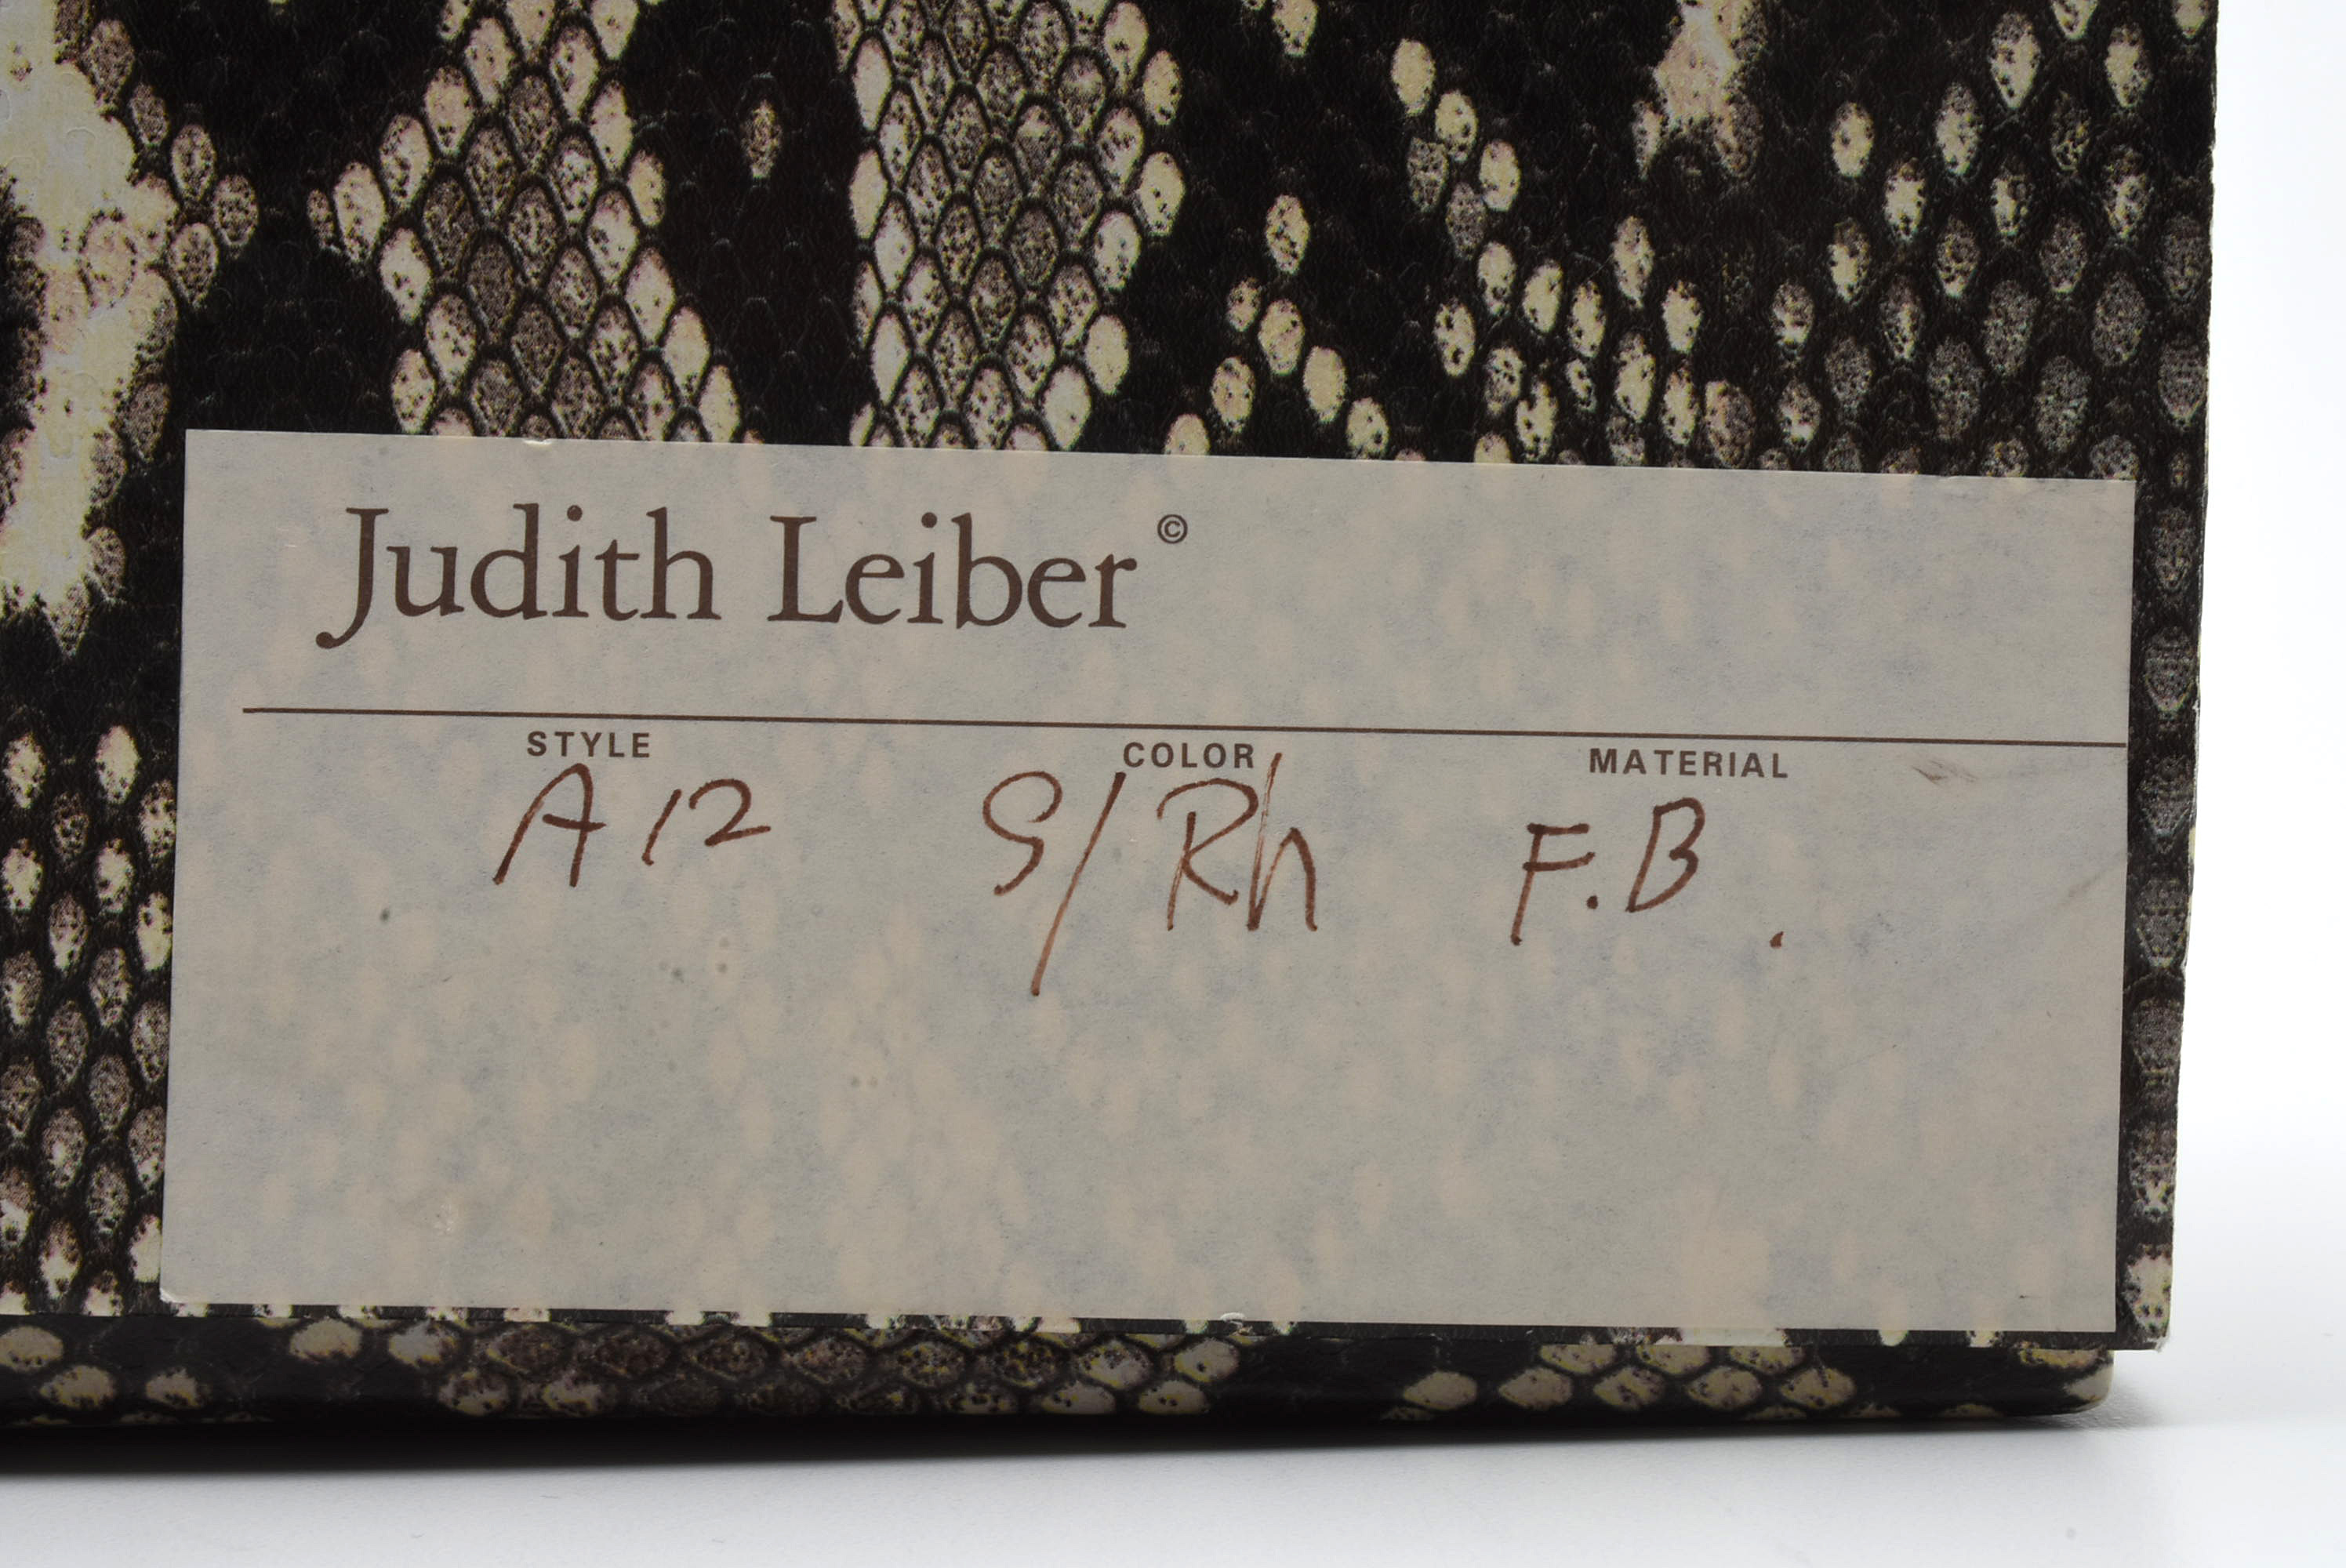 Judith Leiber©
STYLE COLOR MATERIAL
A12 S/Rh F.B.